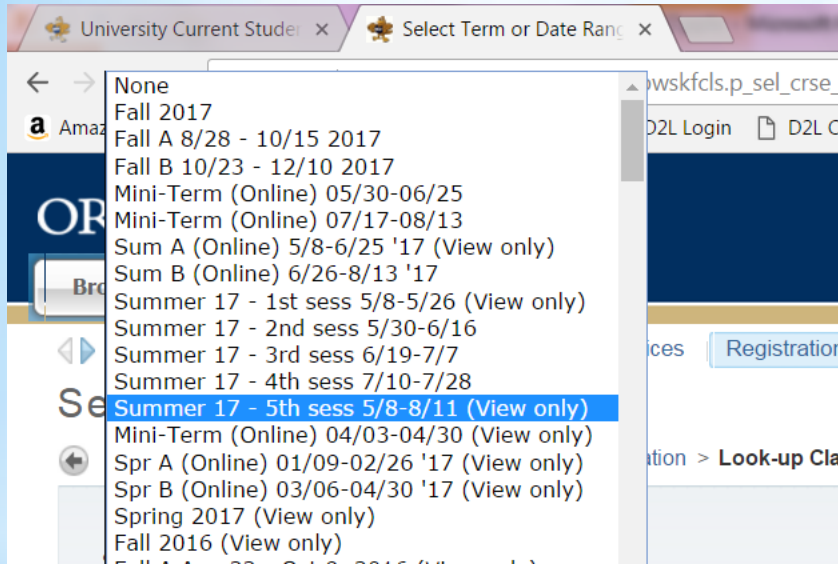 University Current Studer
Select Term or Date Rang
owskfcls.p_sel_crse_
a Amaz
D2L Login
D2L C
None
Fall 2017
Fall A 8/28 - 10/15 2017
Fall B 10/23 - 12/10 2017
Mini-Term (Online) 05/30-06/25
Mini-Term (Online) 07/17-08/13
Sum A (Online) 5/8-6/25 '17 (View only)
Sum B (Online) 6/26-8/13 '17
Summer 17 - 1st sess 5/8-5/26 (View only)
Summer 17 - 2nd sess 5/30-6/16
Summer 17 - 3rd sess 6/19-7/7
Summer 17 - 4th sess 7/10-7/28
Summer 17 - 5th sess 5/8-8/11 (View only)
Mini-Term (Online) 04/03-04/30 (View only)
Spr A (Online) 01/09-02/26 '17 (View only)
Spr B (Online) 03/06-04/30 '17 (View only)
Spring 2017 (View only)
Fall 2016 (View only)
OR
Bro
ices
Registration
Se
ation > Look-up Cla